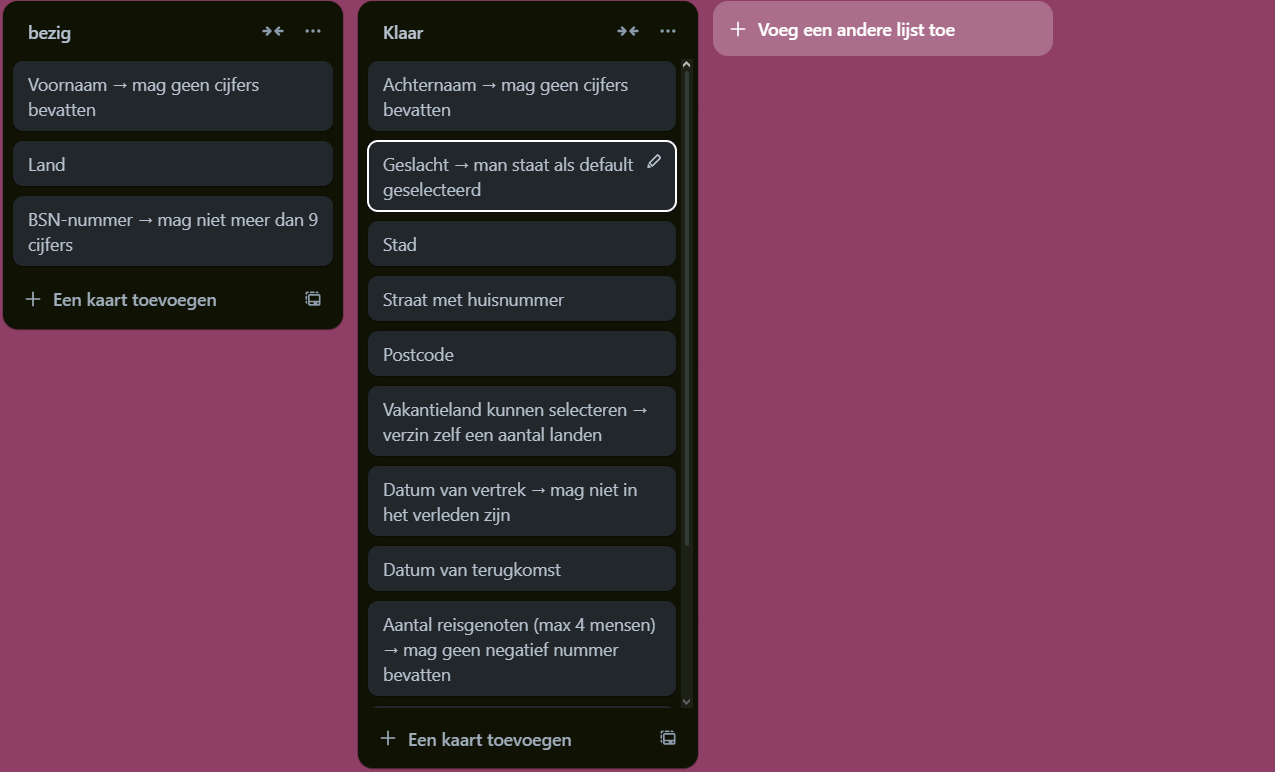 bezig
Voornaam → mag geen cijfers
bevatten
Land
BSN-nummer → mag niet meer dan 9
cijfers
Een kaart toevoegen
Klaar
Achternaam → mag geen cijfers
bevatten
Geslacht → man staat als default
geselecteerd
Stad
Straat met huisnummer
Postcode
Vakantieland kunnen selecteren →
verzin zelf een aantal landen
Datum van vertrek → mag niet in
het verleden zijn
Datum van terugkomst
Aantal reisgenoten (max 4 mensen)
→ mag geen negatief nummer
bevatten
Een kaart toevoegen
Voeg een andere lijst toe